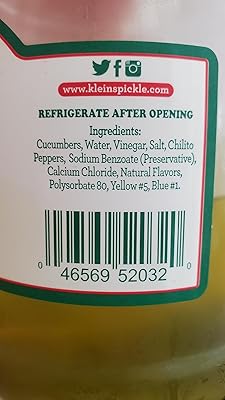 www.kleinspickle.com
REFRIGERATE AFTER OPENING
Ingredients:
Cucumbers, Water, Vinegar, Salt, Chilito
Peppers, Sodium Benzoate (Preservative),
Calcium Chloride, Natural Flavors,
Polysorbate 80, Yellow #5, Blue #1.
0 46569 52032 0